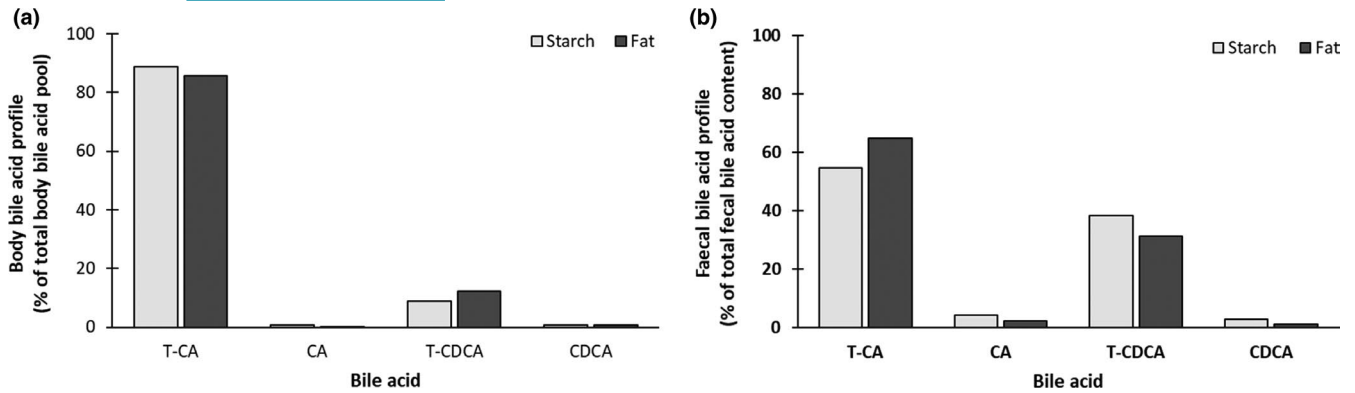 (a)
Body bile acid profile
(% of total body bile acid pool)
100
80
60
40
20
0
Starch Fat
T-CA CA T-CDCA CDCA
Bile acid
(b)
Faecal bile acid profile
(% of total fecal bile acid content)
100
80
60
40
20
0
Starch Fat
T-CA CA T-CDCA CDCA
Bile acid